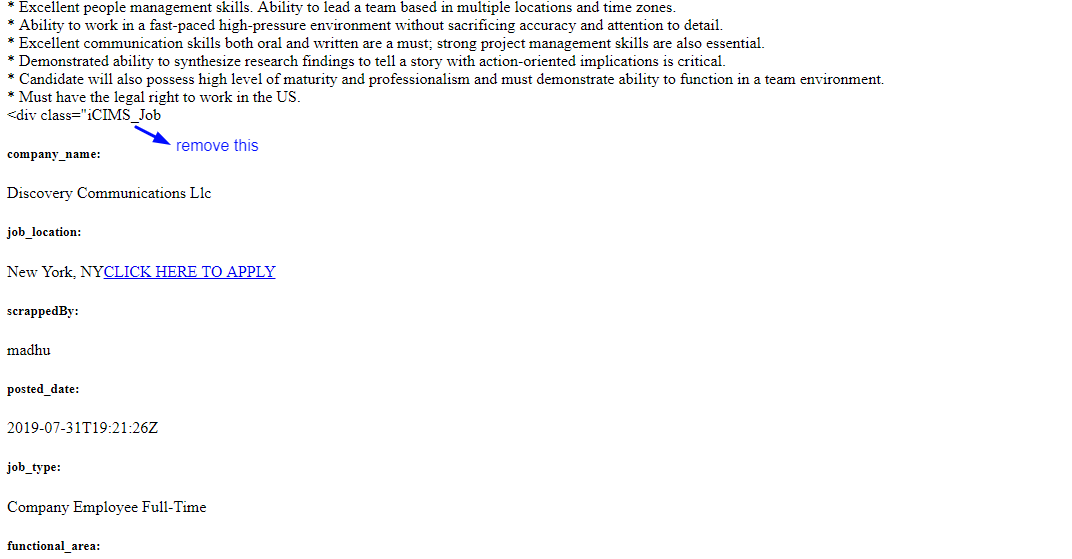 * Excellent people management skills. Ability to lead a team based in multiple locations and time zones.
* Ability to work in a fast-paced high-pressure environment without sacrificing accuracy and attention to detail.
* Excellent communication skills both oral and written are a must; strong project management skills are also essential.
* Demonstrated ability to synthesize research findings to tell a story with action-oriented implications is critical.
* Candidate will also possess high level of maturity and professionalism and must demonstrate ability to function in a team environment.
* Must have the legal right to work in the US.
<div class="iCIMS_Job
remove this
company_name:
Discovery Communications Llc
job_location:
New York, NYCLICK HERE TO APPLY
scrappedBy:
madhu
posted_date:
2019-07-31T19:21:26Z
job_type:
Company Employee Full-Time
functional_area: